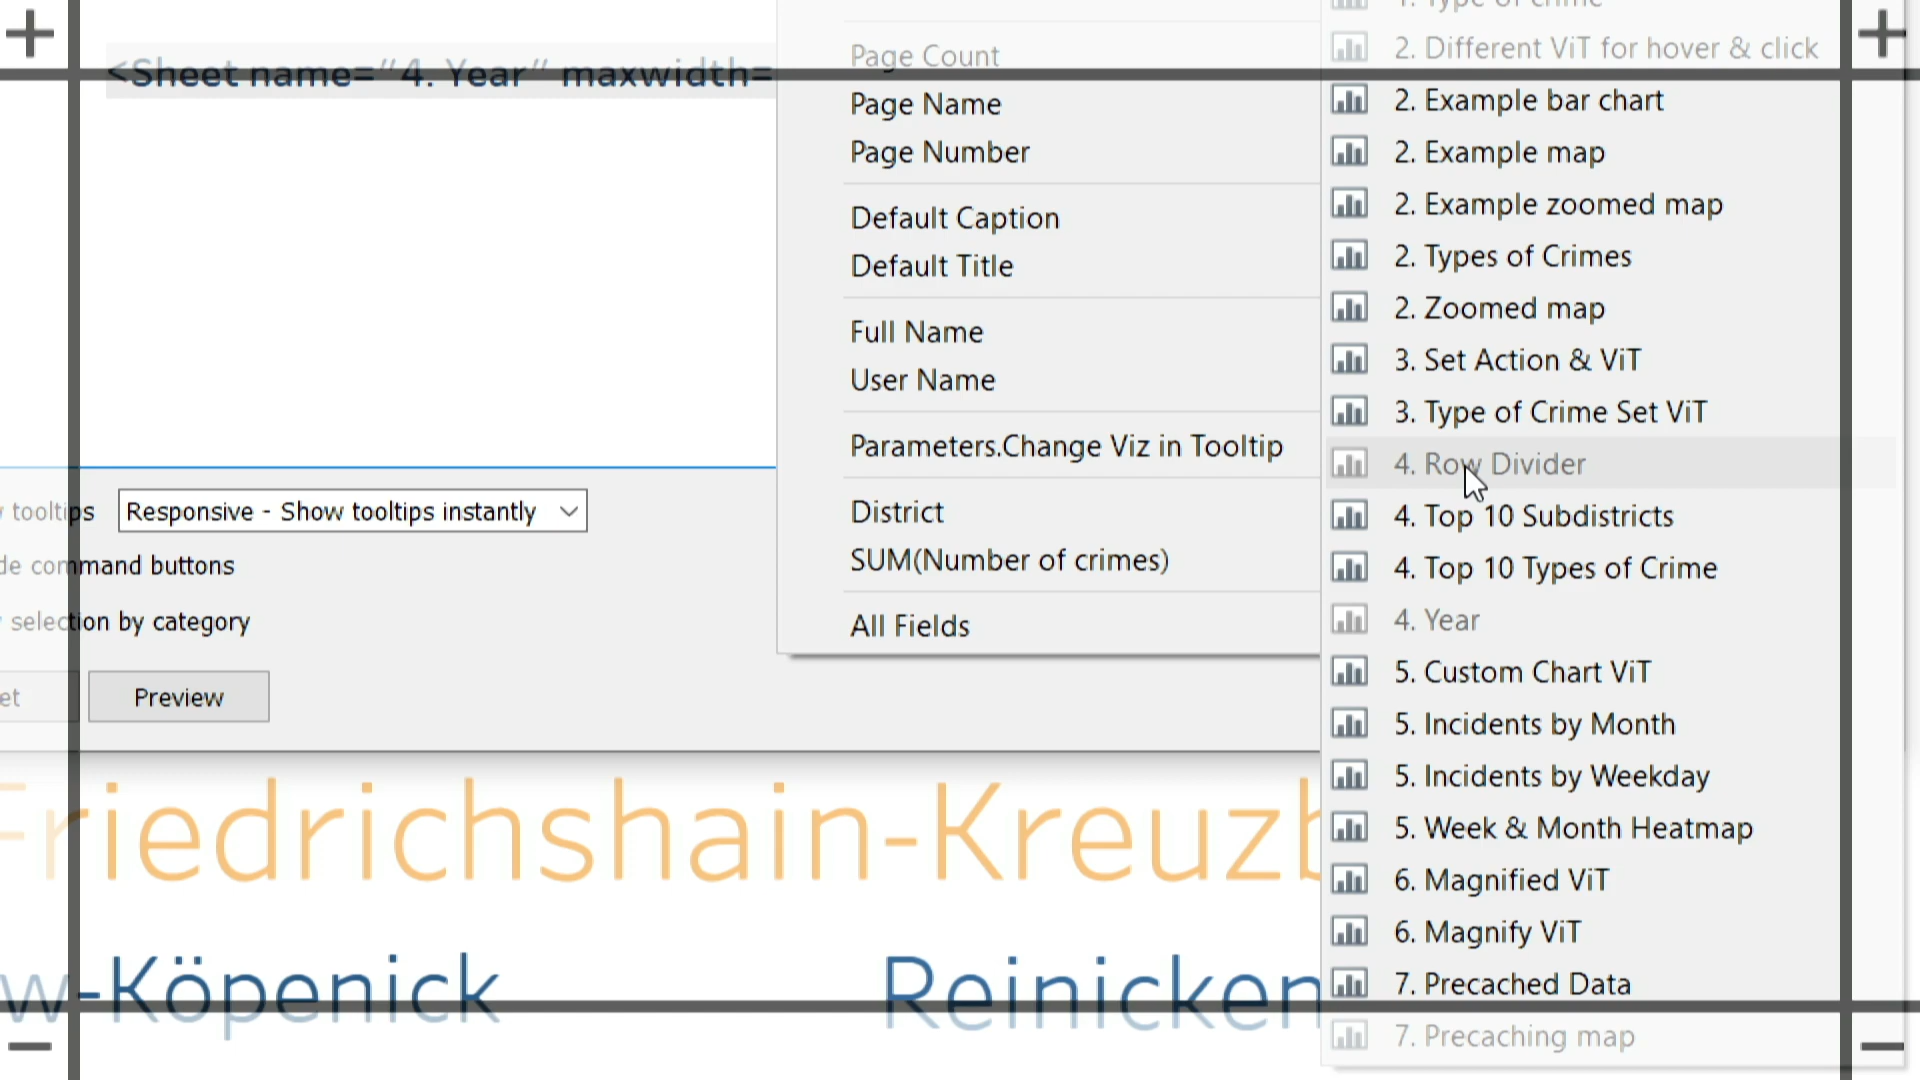 <Sheet name="4. Year" maxwidth=
Page Count
Page Name
Page Number
Default Caption
Default Title
Full Name
User Name
Parameters.Change Viz in Tooltip
District
SUM(Number of crimes)
All Fields
1. Type of crime
2. Different ViT for hover & click
2. Example bar chart
2. Example map
2. Example zoomed map
2. Types of Crimes
2. Zoomed map
3. Set Action & ViT
3. Type of Crime Set ViT
4. Row Divider
4. Top 10 Subdistricts
4. Top 10 Types of Crime
4. Year
5. Custom Chart ViT
5. Incidents by Month
5. Incidents by Weekday
5. Week & Month Heatmap
6. Magnified ViT
6. Magnify ViT
7. Precached Data
7. Precaching map
tooltips
Responsive - Show tooltips instantly
de command buttons
selection by category
et
Preview
Friedrichshain-Kreuzb
w-Köpenick
Reinicken